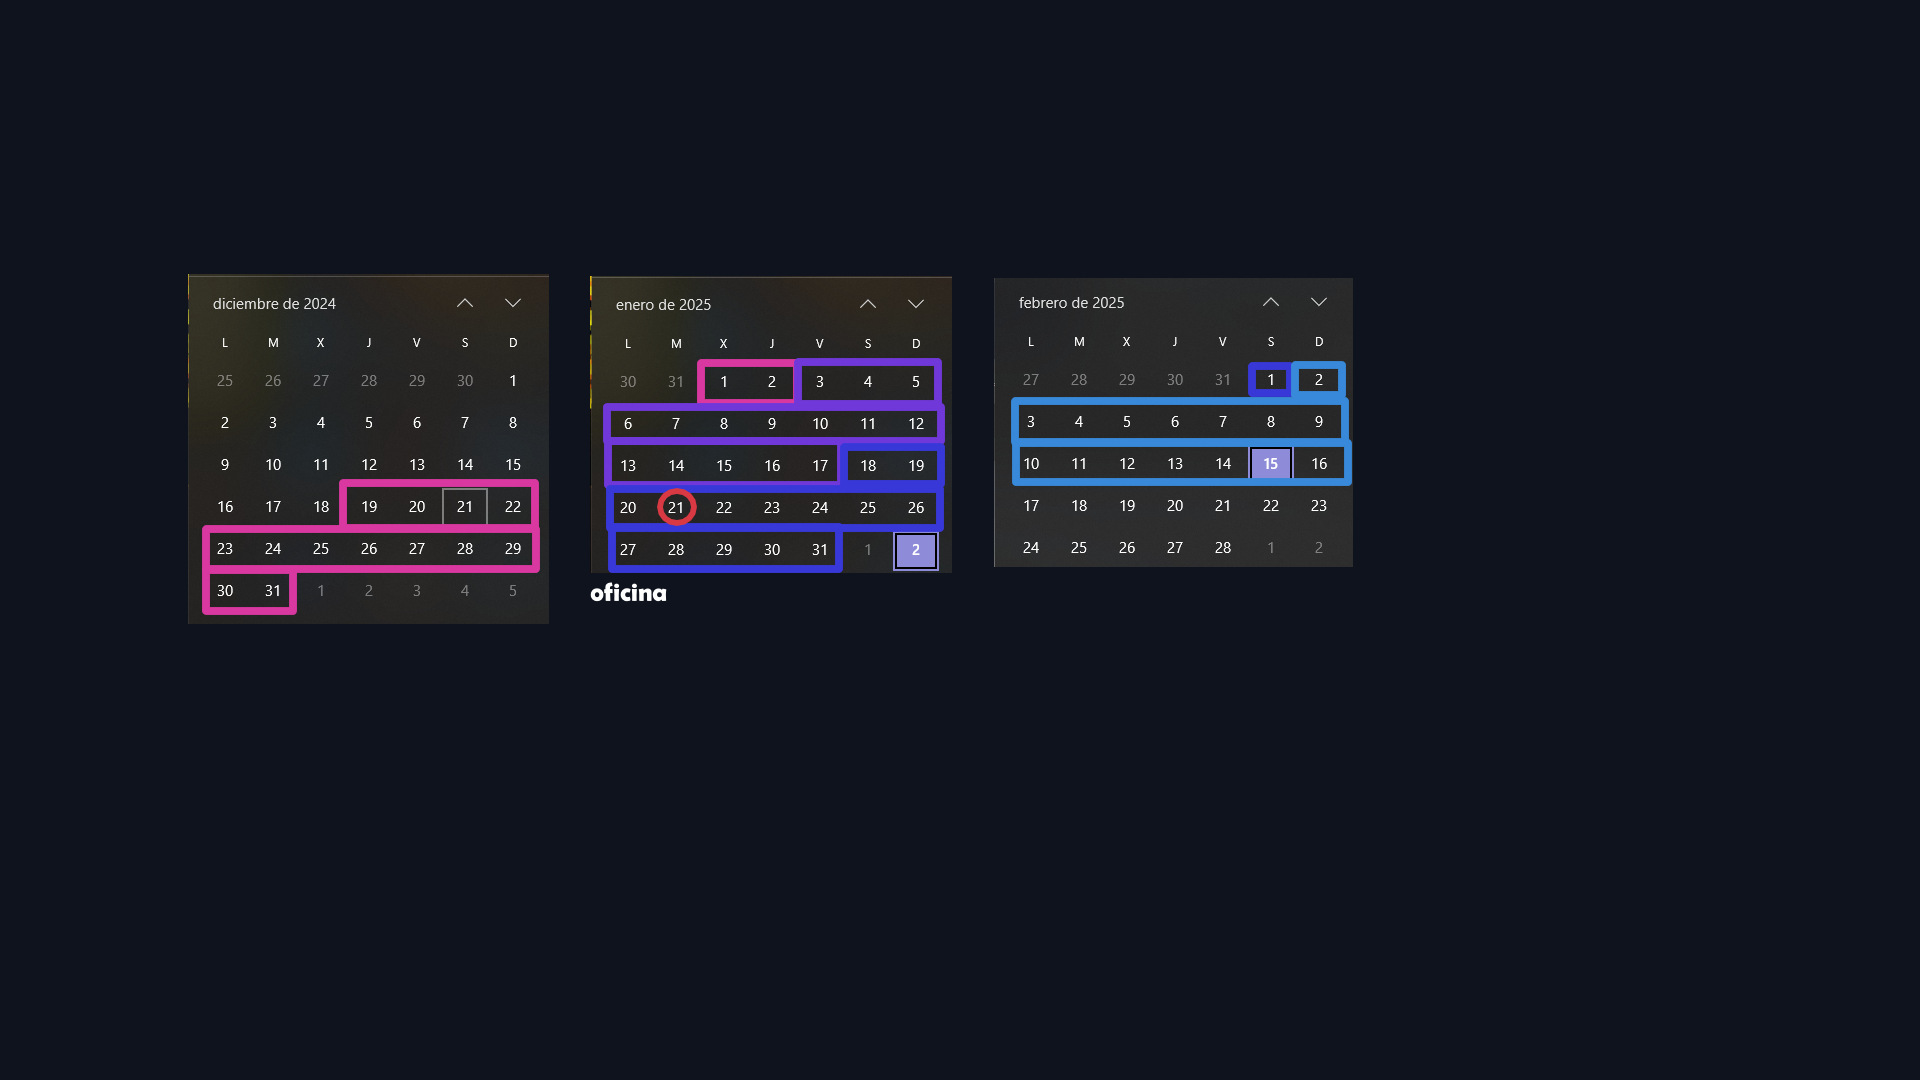 diciembre de 2024
L M X J V S D
25 26 27 28 29 30 1
2 3 4 5 6 7 8
9 10 11 12 13 14 15
16 17 18 19 20 21 22
23 24 25 26 27 28 29
30 31 1 2 3 4 5
enero de 2025
L M X J V S D
30 31 1 2 3 4 5
6 7 8 9 10 11 12
13 14 15 16 17 18 19
20 21 22 23 24 25 26
27 28 29 30 31 1 2
oficina
febrero de 2025
L M X J V S D
27 28 29 30 31 1 2
3 4 5 6 7 8 9
10 11 12 13 14 15 16
17 18 19 20 21 22 23
24 25 26 27 28 1 2